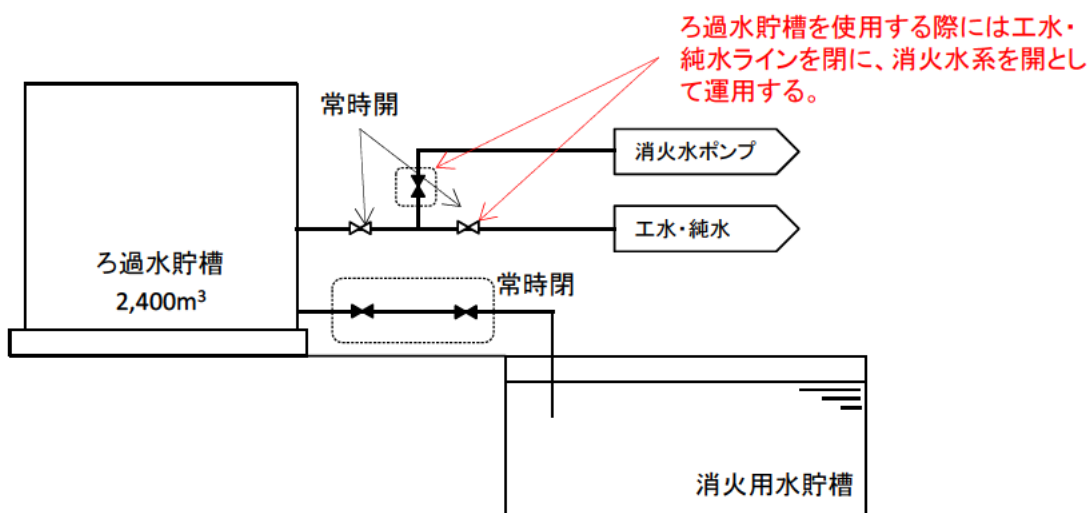 ろ過水貯槽を使用する際には工水・
純水ラインを閉に、消火水系を開とし
て運用する。
常時開
消火水ポンプ
工水・純水
ろ過水貯槽
2,400m³
常時閉
消火用水貯槽